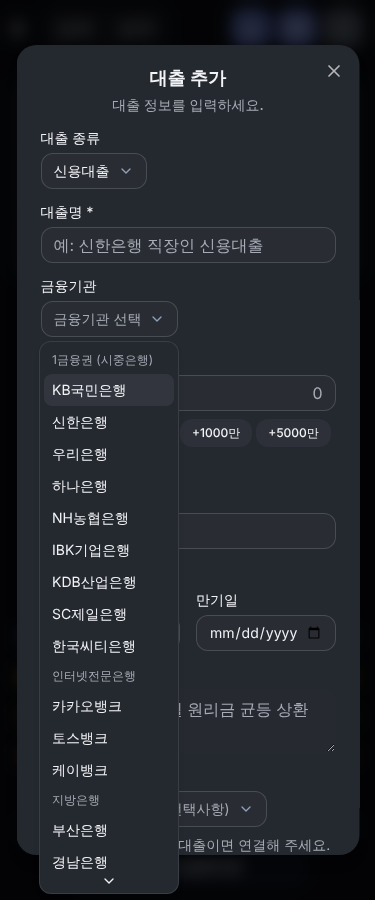 대출 추가
대출 정보를 입력하세요.
대출 종류
신용대출
대출명 *
예: 신한은행 직장인 신용대출
금융기관
금융기관 선택
1금융권 (시중은행)
KB국민은행
0
신한은행
+1000만 +5000만
우리은행
하나은행
NH농협은행
IBK기업은행
KDB산업은행
SC제일은행
만기일
mm/dd/yyyy
한국씨티은행
인터넷전문은행
카카오뱅크
원리금 균등 상환
토스뱅크
케이뱅크
지방은행
부산은행
선택사항)
경남은행
대출이면 연결해 주세요.